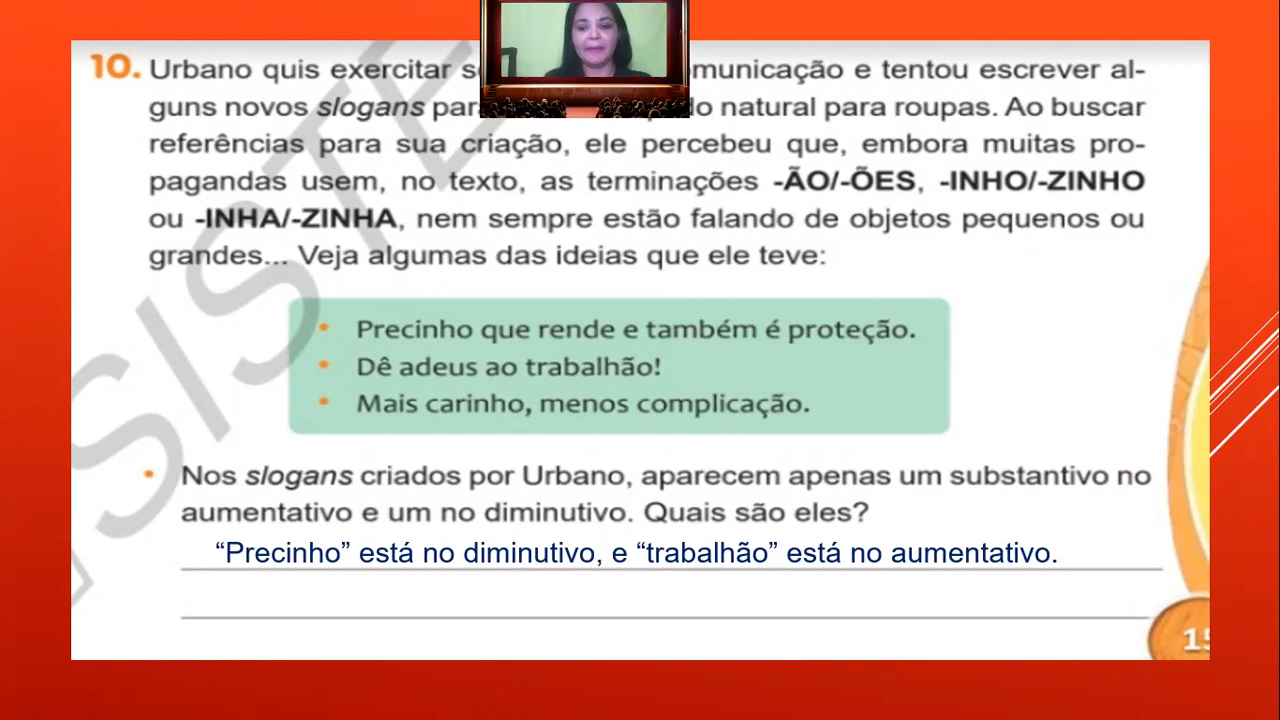 10. Urbano quis exercitar municação e tentou escrever al-
guns novos slogans natural para roupas. Ao buscar
referências para sua criação, ele percebeu que, embora muitas pro-
pagandas usem, no texto, as terminações -ÃO/-ÕES, -INHO/-ZINHO
ou -INHA/-ZINHA, nem sempre estão falando de objetos pequenos ou
grandes... Veja algumas das ideias que ele teve:
• Precinho que rende e também é proteção.
• Dê adeus ao trabalhão!
• Mais carinho, menos complicação.
• Nos slogans criados por Urbano, aparecem apenas um substantivo no
aumentativo e um no diminutivo. Quais são eles?
“Precinho” está no diminutivo, e “trabalhão” está no aumentativo.